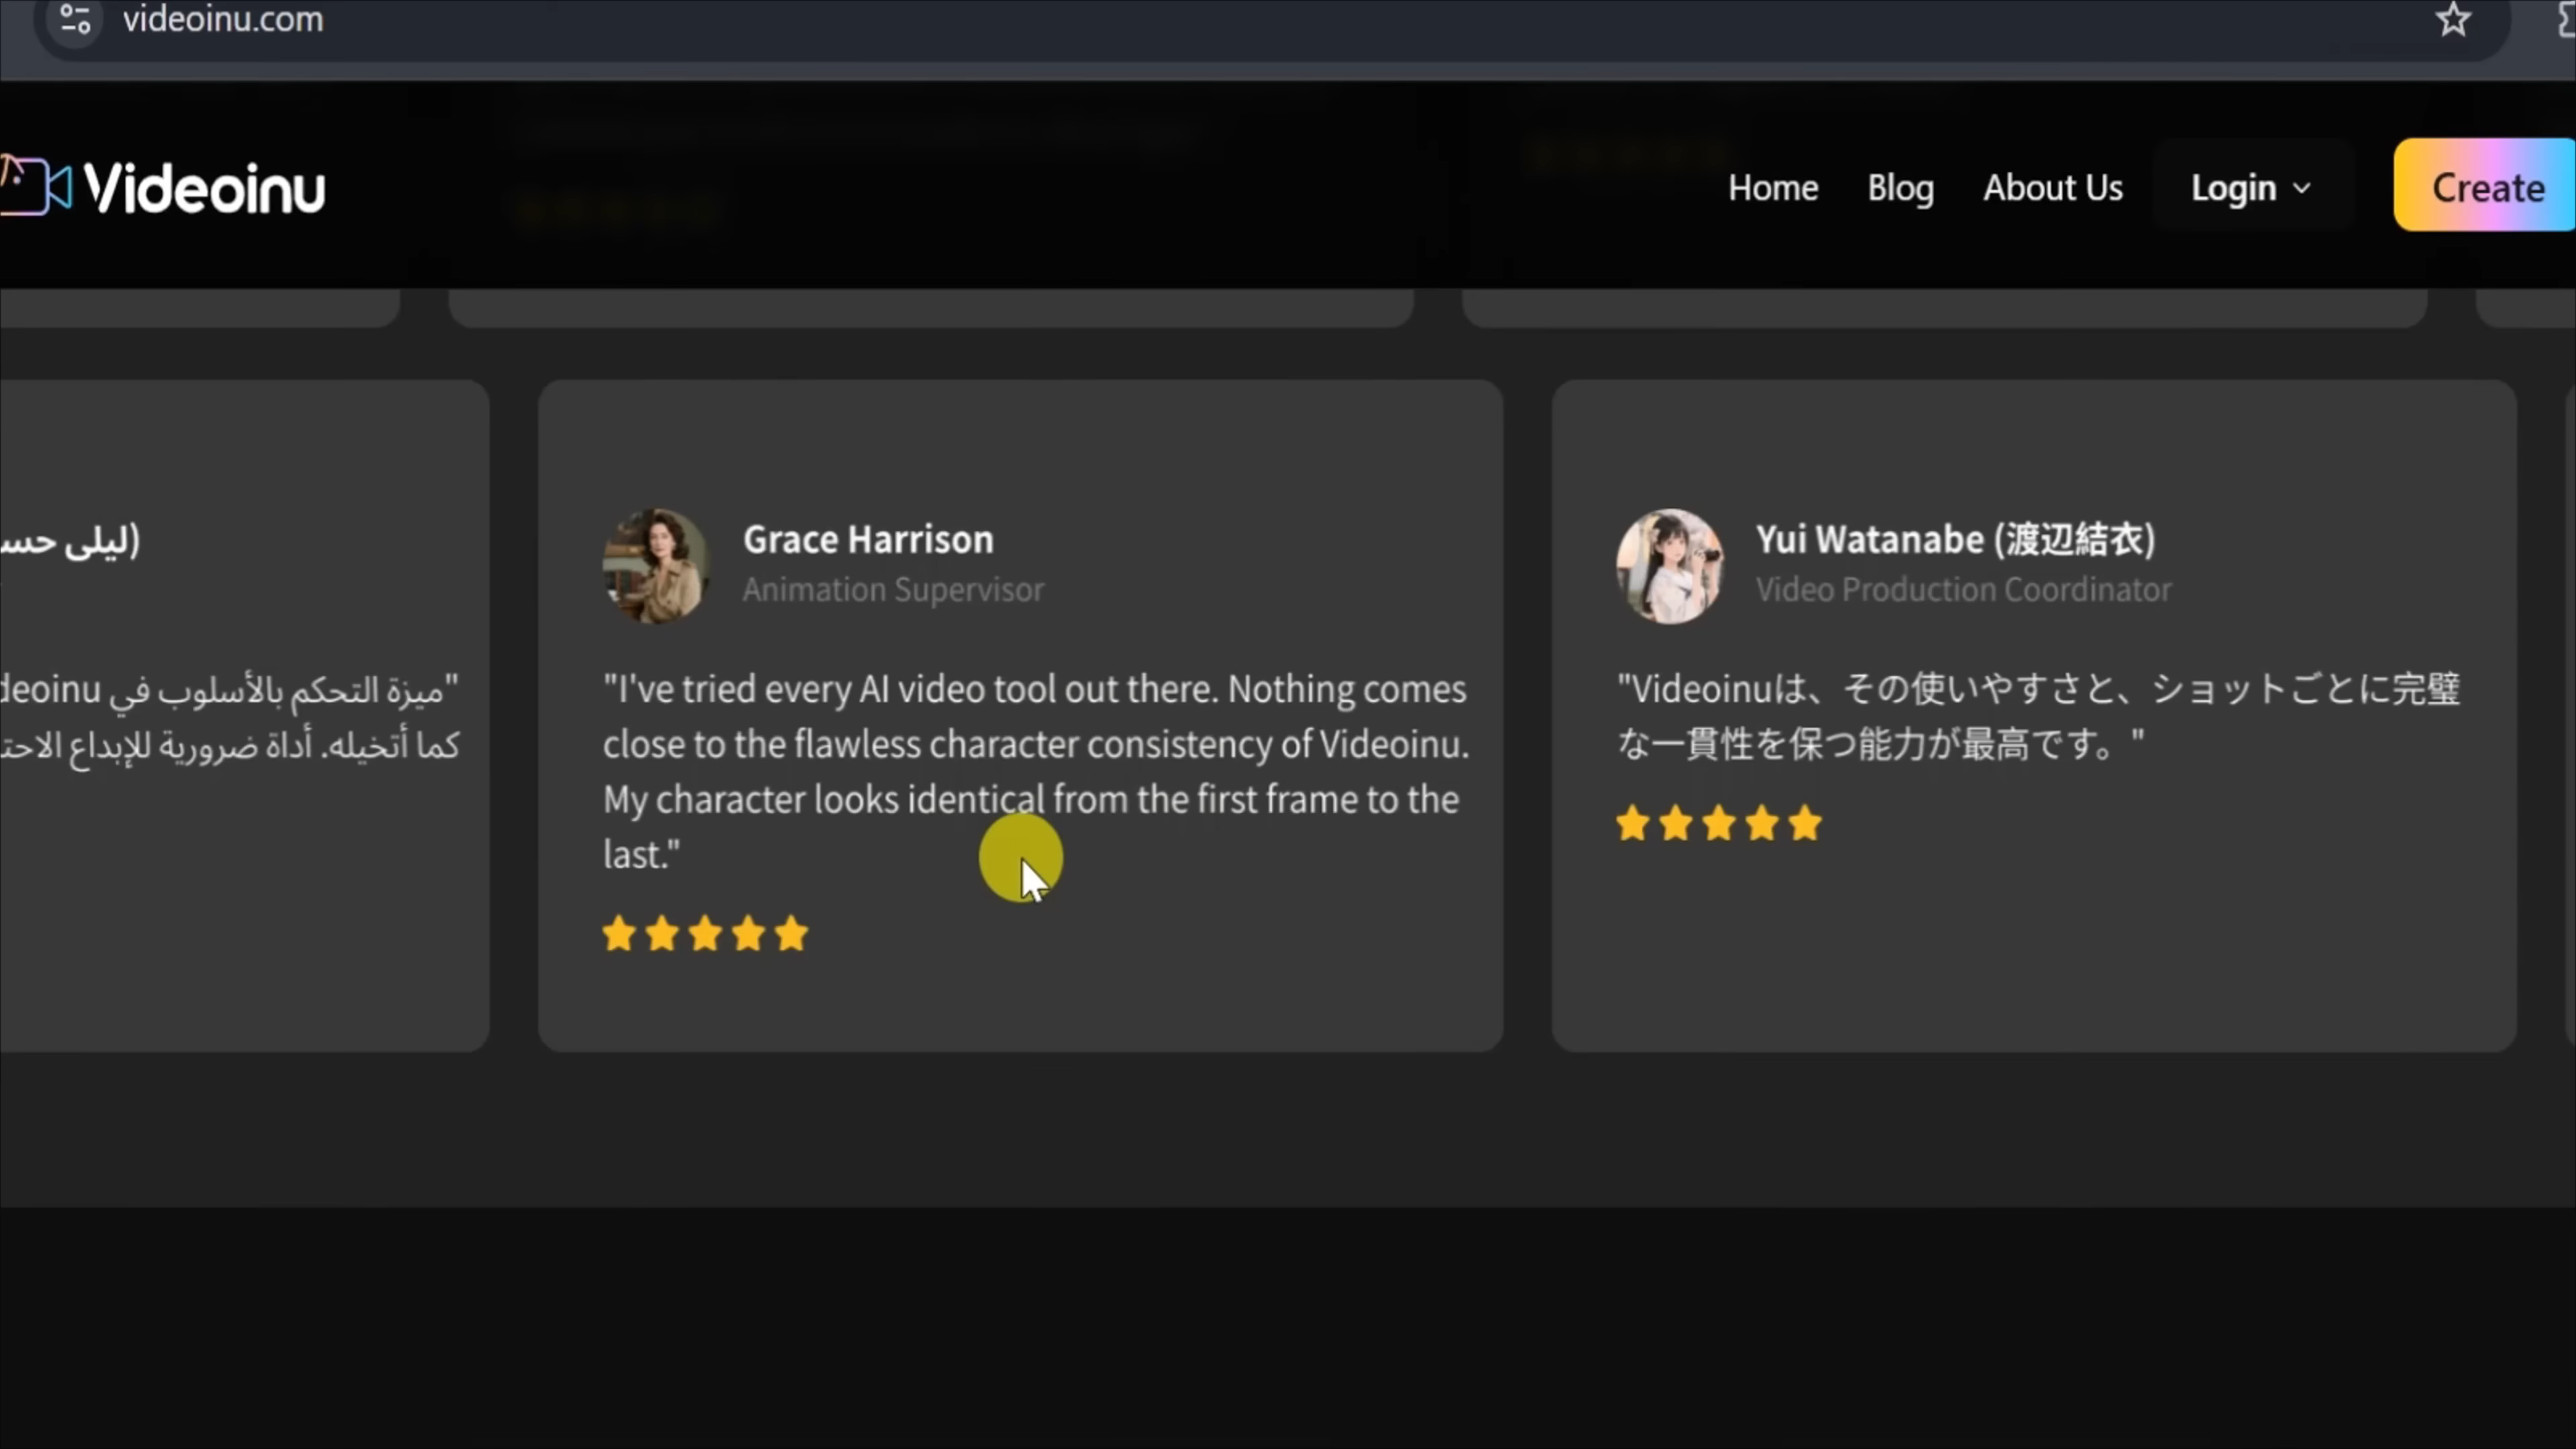 videoinu.com
Videoinu
Home
Blog
About Us
Login
Create
(ليلى
Grace Harrison
Animation Supervisor
Yui Watanabe (渡辺結衣)
Video Production Coordinator
"ميزة التحكم بالأسلوب في
كما أتخيله. أداة ضرورية للإبداع
"I've tried every AI video tool out there. Nothing comes
close to the flawless character consistency of Videoinu.
My character looks identical from the first frame to the
last."
"Videoinuは、その使いやすさと、ショットごとに完璧
な一貫性を保つ能力が最高です。"